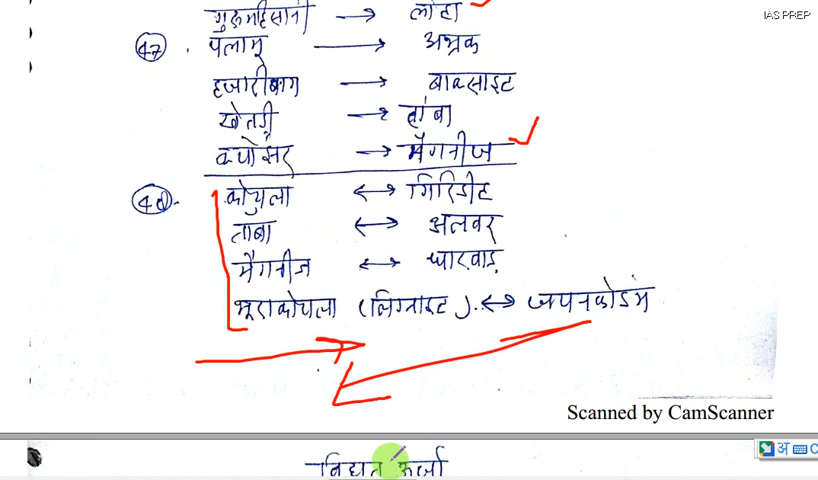 IAS PREP
गुरुमहिसानी → लोहा
47 . पलामू → अभ्रक
हजारीबाग → बाक्साइट
खेतड़ी → तांबा
क्योंझर → मैंगनीज
48. कोयला ↔ गिरिडीह
तांबा ↔ अलवर
मैंगनीज ↔ धारवाड़
भूराकोयला (लिग्नाइट). ↔ जयनकोडम
Scanned by CamScanner
विद्युत ऊर्जा